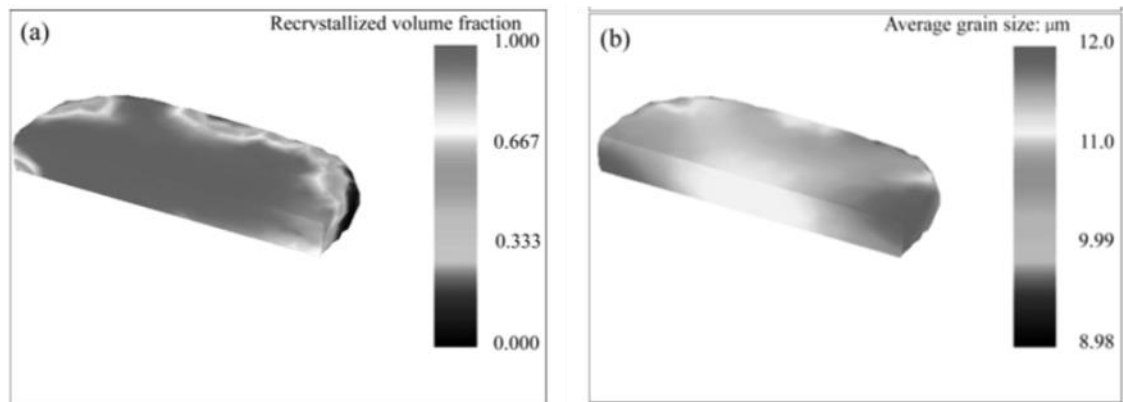 (a)
Recrystallized volume fraction
1.000
0.667
0.333
0.000
(b)
Average grain size: μm
12.0
11.0
9.99
8.98